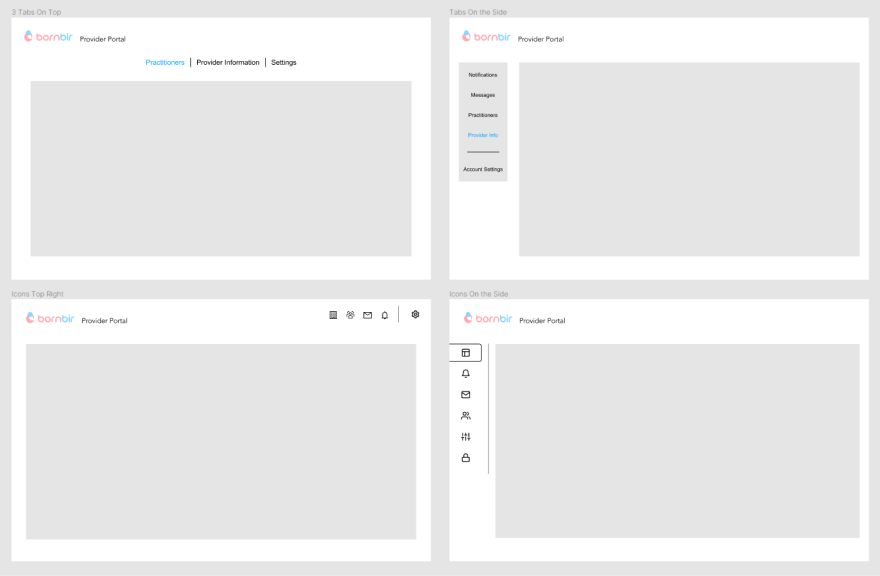 3 Tabs On Top
bornbir Provider Portal
Practitioners | Provider Information | Settings
Tabs On the Side
bornbir Provider Portal
Notifications
Messages
Practitioners
Provider Info
Account Settings
Icons Top Right
bornbir Provider Portal
Icons On the Side
bornbir Provider Portal